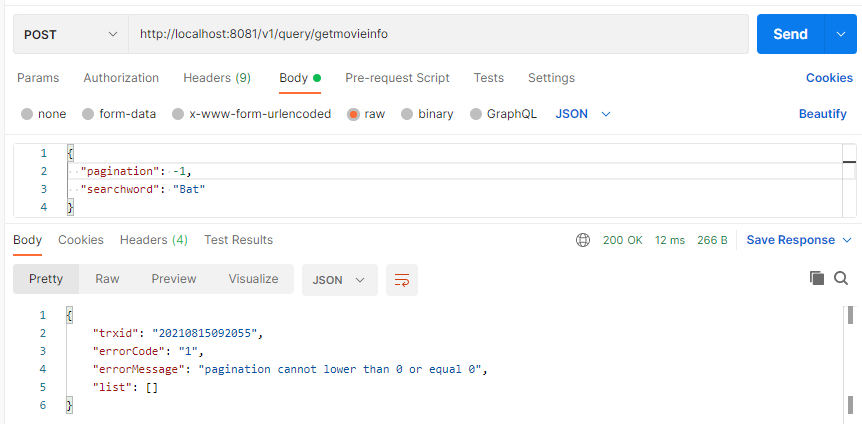 POST http://localhost:8081/v1/query/getmovieinfo Send
Params Authorization Headers (9) Body Pre-request Script Tests Settings Cookies
none form-data x-www-form-urlencoded raw binary GraphQL JSON Beautify
1 {
2 "pagination": -1,
3 "searchword": "Bat"
4 }
Body Cookies Headers (4) Test Results 200 OK 12 ms 266 B Save Response
Pretty Raw Preview Visualize JSON
1 {
2 "trxid": "20210815092055",
3 "errorCode": "1",
4 "errorMessage": "pagination cannot lower than 0 or equal 0",
5 "list": []
6 }